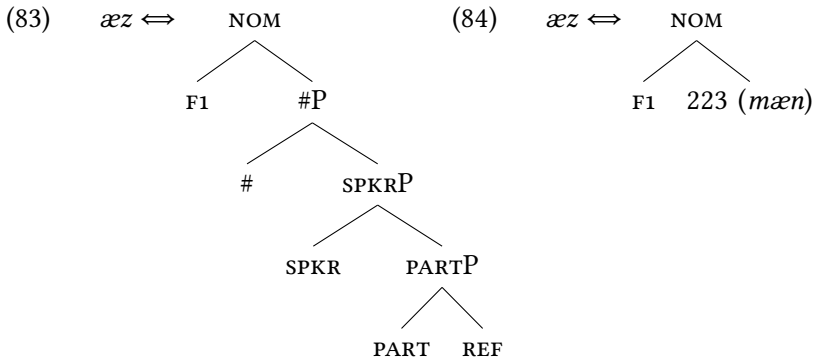 (83) æz ⟺ NOM (84) æz ⟺ NOM
F1 #P F1 223 (mæn)
# SPKRP
SPKR PARTP
PART REF